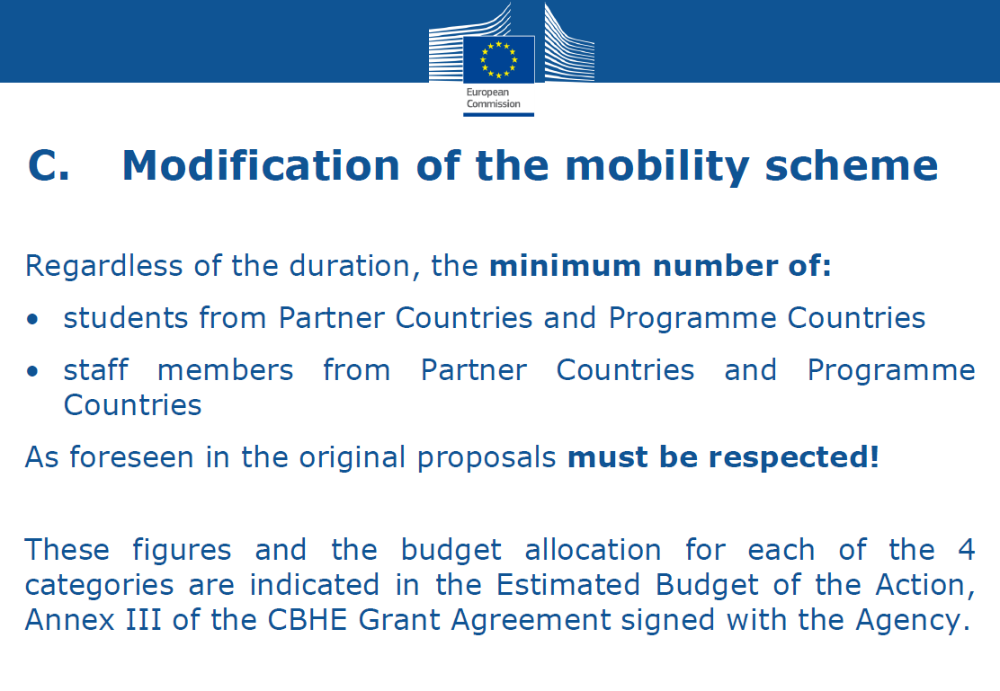 European
Commission
C. Modification of the mobility scheme
Regardless of the duration, the minimum number of:
• students from Partner Countries and Programme Countries
• staff members from Partner Countries and Programme
Countries
As foreseen in the original proposals must be respected!
These figures and the budget allocation for each of the 4
categories are indicated in the Estimated Budget of the Action,
Annex III of the CBHE Grant Agreement signed with the Agency.